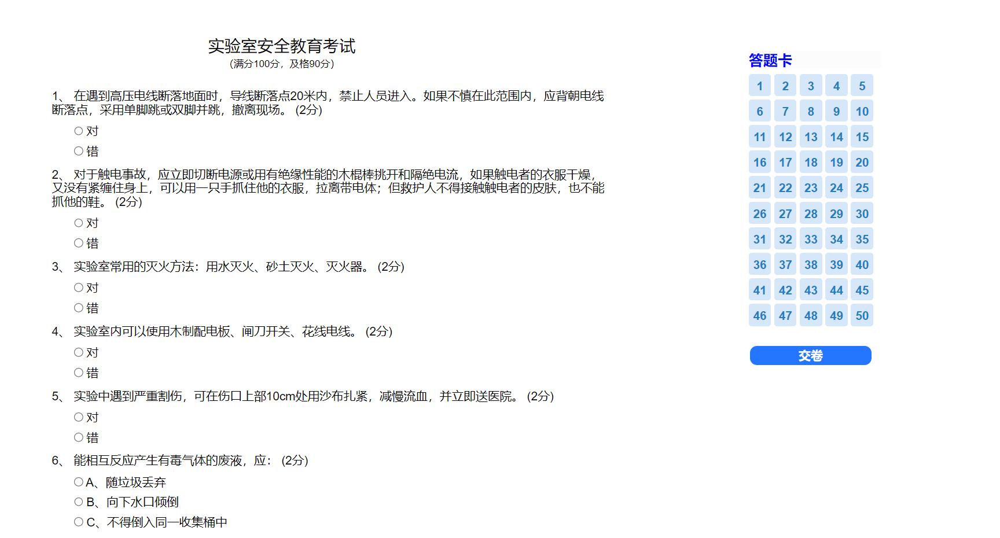 实验室安全教育考试
（满分100分，及格90分）
1、 在遇到高压电线断落地面时，导线断落点20米内，禁止人员进入。如果不慎在此范围内，应背朝电线
断落点，采用单脚跳或双脚并跳，撤离现场。 (2分)
对
错
2、 对于触电事故，应立即切断电源或用有绝缘性能的木棍棒挑开和隔绝电流，如果触电者的衣服干燥，
又没有紧缠住身上，可以用一只手抓住他的衣服，拉离带电体；但救护人不得接触触电者的皮肤，也不能
抓他的鞋。 (2分)
对
错
3、 实验室常用的灭火方法：用水灭火、砂土灭火、灭火器。 (2分)
对
错
4、 实验室内可以使用木制配电板、闸刀开关、花线电线。 (2分)
对
错
5、 实验中遇到严重割伤，可在伤口上部10cm处用沙布扎紧，减慢流血，并立即送医院。 (2分)
对
错
6、 能相互反应产生有毒气体的废液，应： (2分)
A、随垃圾丢弃
B、向下水口倾倒
C、不得倒入同一收集桶中
答题卡
1 2 3 4 5
6 7 8 9 10
11 12 13 14 15
16 17 18 19 20
21 22 23 24 25
26 27 28 29 30
31 32 33 34 35
36 37 38 39 40
41 42 43 44 45
46 47 48 49 50
交卷